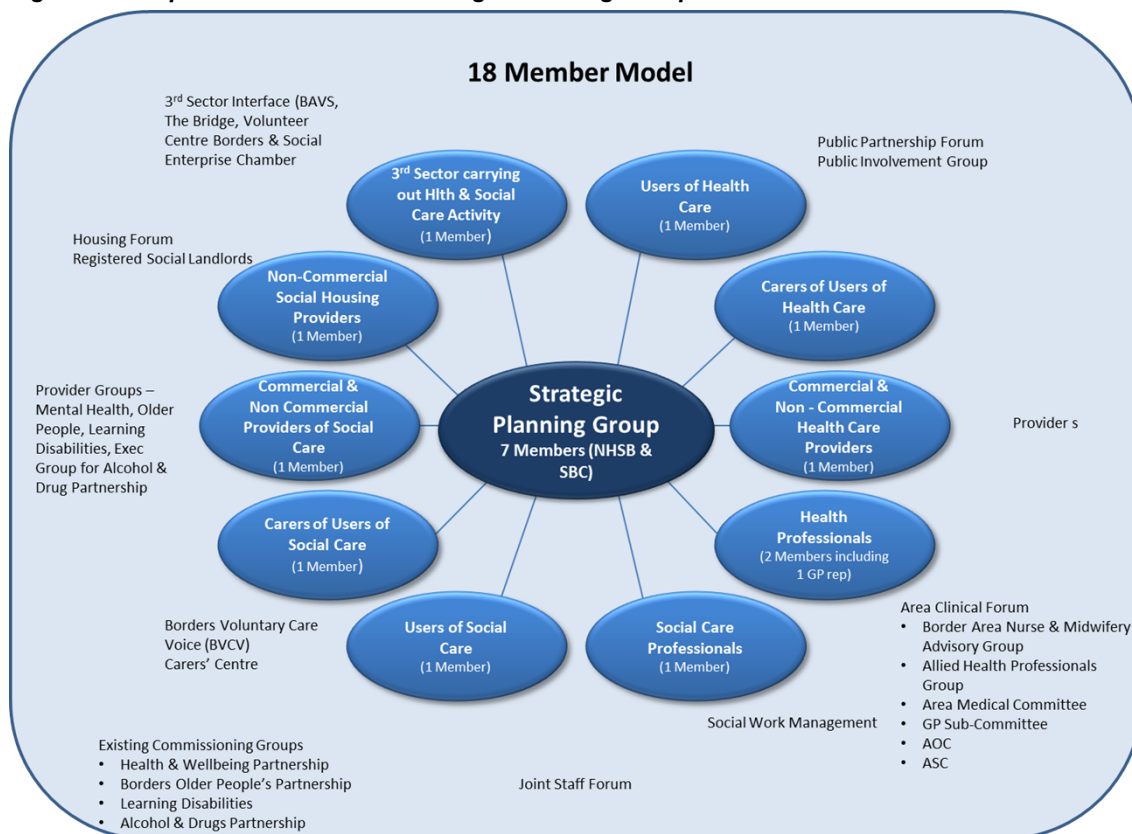 18 Member Model
3rd Sector Interface (BAVS,
The Bridge, Volunteer
Centre Borders & Social
Enterprise Chamber
Public Partnership Forum
Public Involvement Group
3rd Sector carrying
out Hlth & Social
Care Activity
(1 Member)
Users of Health
Care
(1 Member)
Housing Forum
Registered Social Landlords
Non-Commercial
Social Housing
Providers
(1 Member)
Carers of Users of
Health Care
(1 Member)
Provider Groups –
Mental Health, Older
People, Learning
Disabilities, Exec
Group for Alcohol &
Drug Partnership
Commercial &
Non Commercial
Providers of Social
Care
(1 Member)
Strategic
Planning Group
7 Members (NHSB &
SBC)
Commercial &
Non - Commercial
Health Care
Providers
(1 Member)
Provider s
Carers of Users of
Social Care
(1 Member)
Health
Professionals
(2 Members including
1 GP rep)
Borders Voluntary Care
Voice (BVCV)
Carers' Centre
Users of Social
Care
(1 Member)
Social Care
Professionals
(1 Member)
Area Clinical Forum
• Border Area Nurse & Midwifery
Advisory Group
• Allied Health Professionals
Group
• Area Medical Committee
• GP Sub-Committee
• AOC
• ASC
Social Work Management
Existing Commissioning Groups
• Health & Wellbeing Partnership
• Borders Older People's Partnership
• Learning Disabilities
• Alcohol & Drugs Partnership
Joint Staff Forum